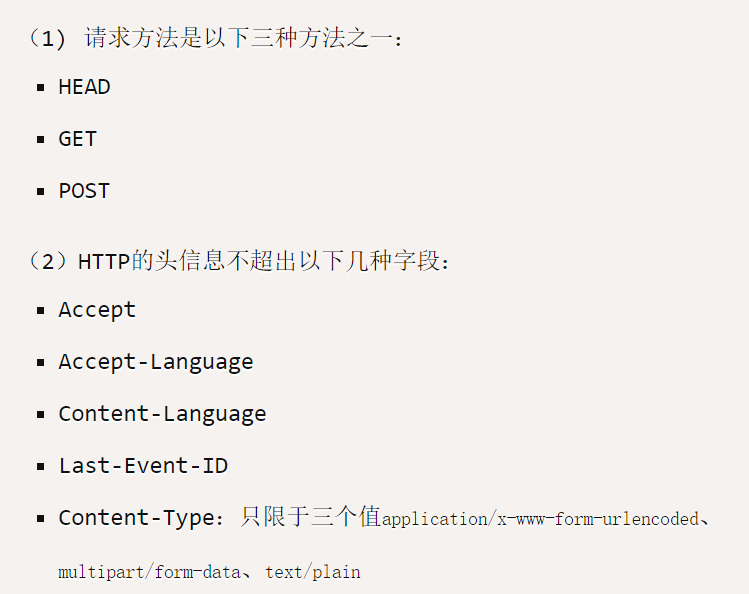 （1) 请求方法是以下三种方法之一：
HEAD
GET
POST
（2）HTTP的头信息不超出以下几种字段：
Accept
Accept-Language
Content-Language
Last-Event-ID
Content-Type：只限于三个值application/x-www-form-urlencoded、
multipart/form-data、text/plain